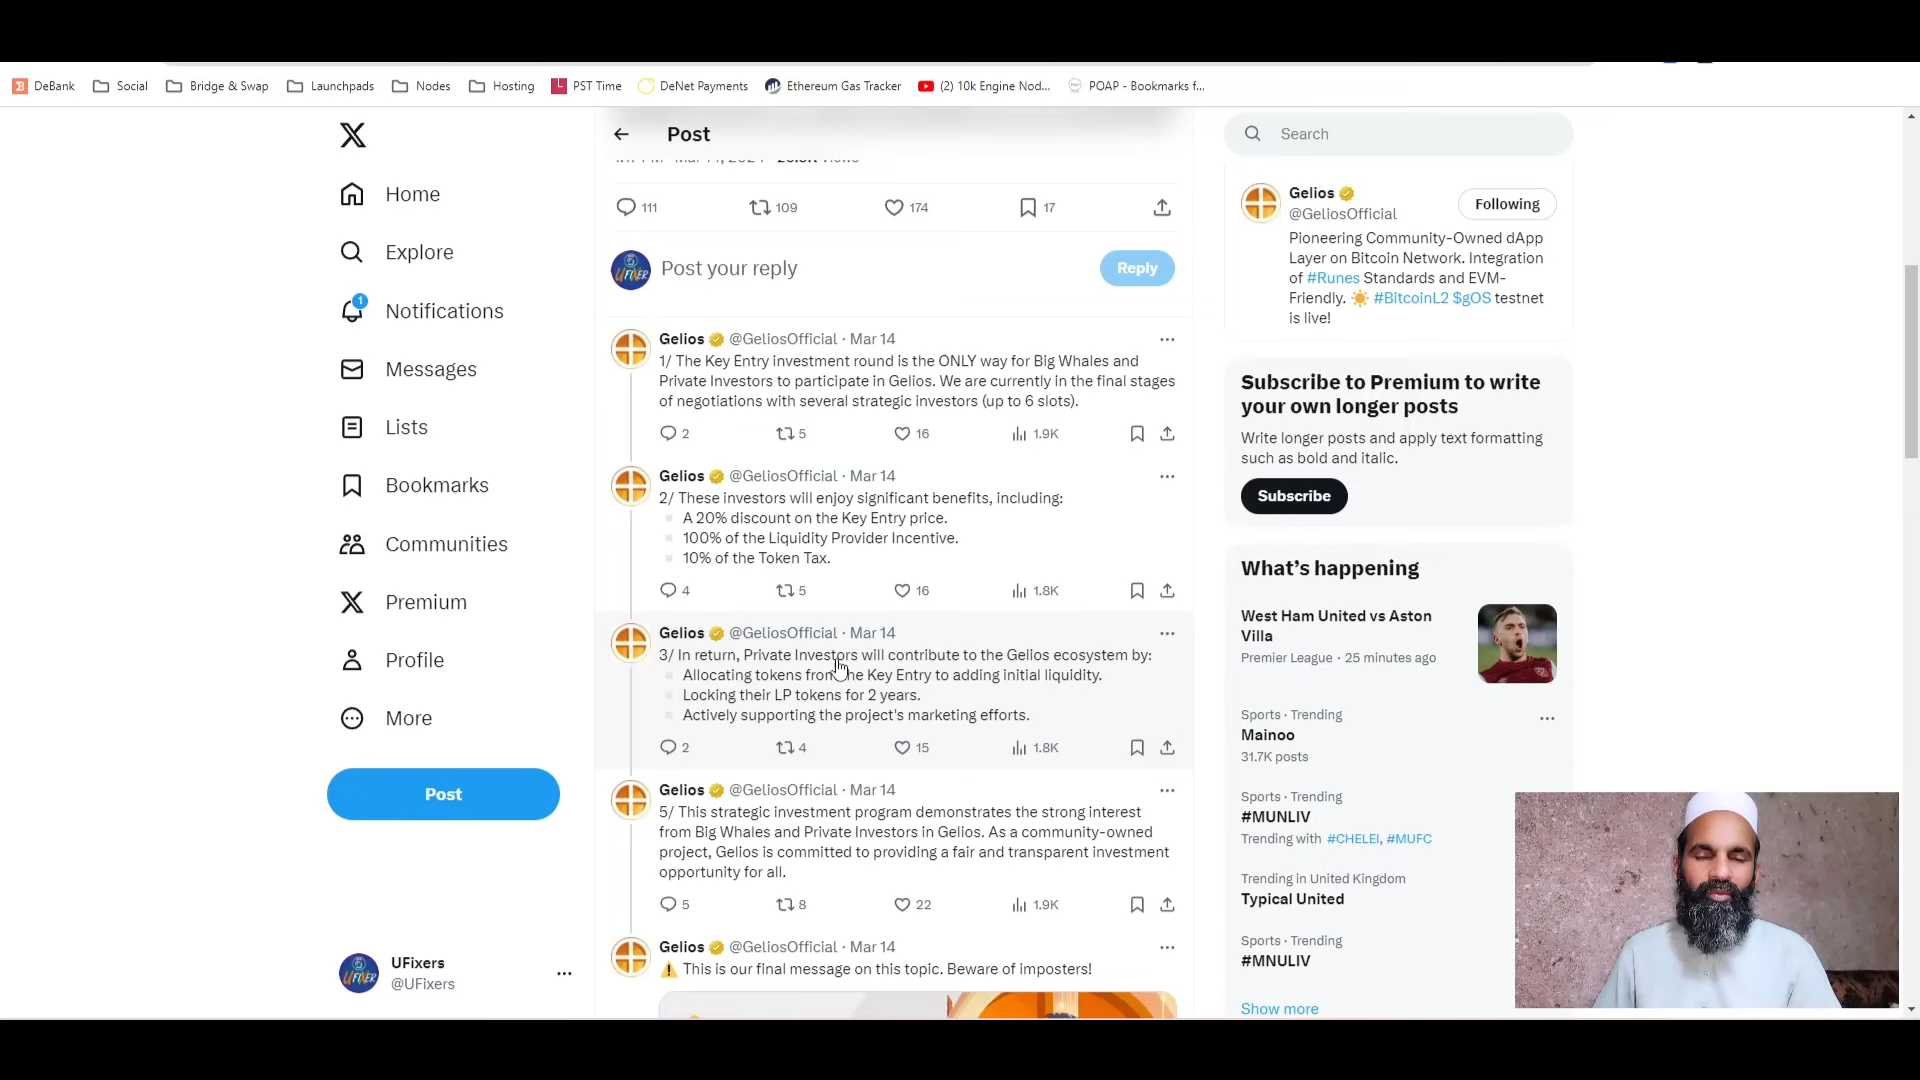 DeBank
Social
Bridge & Swap
Launchpads
Nodes
Hosting
PST Time
DeNet Payments
Ethereum Gas Tracker
(2) 10k Engine Nod...
POAP - Bookmarks f...
Home
Explore
1
Notifications
Messages
Lists
Bookmarks
Communities
Premium
Profile
More
Post
UFixers
@UFixers
Post
111
109
174
17
Post your reply
Reply
Gelios @GeliosOfficial · Mar 14
1/ The Key Entry investment round is the ONLY way for Big Whales and
Private Investors to participate in Gelios. We are currently in the final stages
of negotiations with several strategic investors (up to 6 slots).
2
5
16
1.9K
Gelios @GeliosOfficial · Mar 14
2/ These investors will enjoy significant benefits, including:
A 20% discount on the Key Entry price.
100% of the Liquidity Provider Incentive.
10% of the Token Tax.
4
5
16
1.8K
Gelios @GeliosOfficial · Mar 14
3/ In return, Private Investors will contribute to the Gelios ecosystem by:
Allocating tokens from the Key Entry to adding initial liquidity.
Locking their LP tokens for 2 years.
Actively supporting the project's marketing efforts.
2
4
15
1.8K
Gelios @GeliosOfficial · Mar 14
5/ This strategic investment program demonstrates the strong interest
from Big Whales and Private Investors in Gelios. As a community-owned
project, Gelios is committed to providing a fair and transparent investment
opportunity for all.
5
8
22
1.9K
Gelios @GeliosOfficial · Mar 14
⚠️ This is our final message on this topic. Beware of imposters!
Search
Gelios
@GeliosOfficial
Following
Pioneering Community-Owned dApp
Layer on Bitcoin Network. Integration
of #Runes Standards and EVM-
Friendly. ☀️ #BitcoinL2 $gOS testnet
is live!
Subscribe to Premium to write
your own longer posts
Write longer posts and apply text formatting
such as bold and italic.
Subscribe
What's happening
West Ham United vs Aston
Villa
Premier League · 25 minutes ago
Sports · Trending
Mainoo
31.7K posts
Sports · Trending
#MUNLIV
Trending with #CHELEI, #MUFC
Trending in United Kingdom
Typical United
Sports · Trending
#MNULIV
Show more